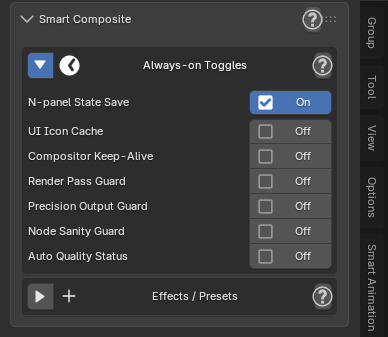 Smart Composite
Always-on Toggles
N-panel State Save On
UI Icon Cache Off
Compositor Keep-Alive Off
Render Pass Guard Off
Precision Output Guard Off
Node Sanity Guard Off
Auto Quality Status Off
Effects / Presets
Group
Tool
View
Options
Smart Animation